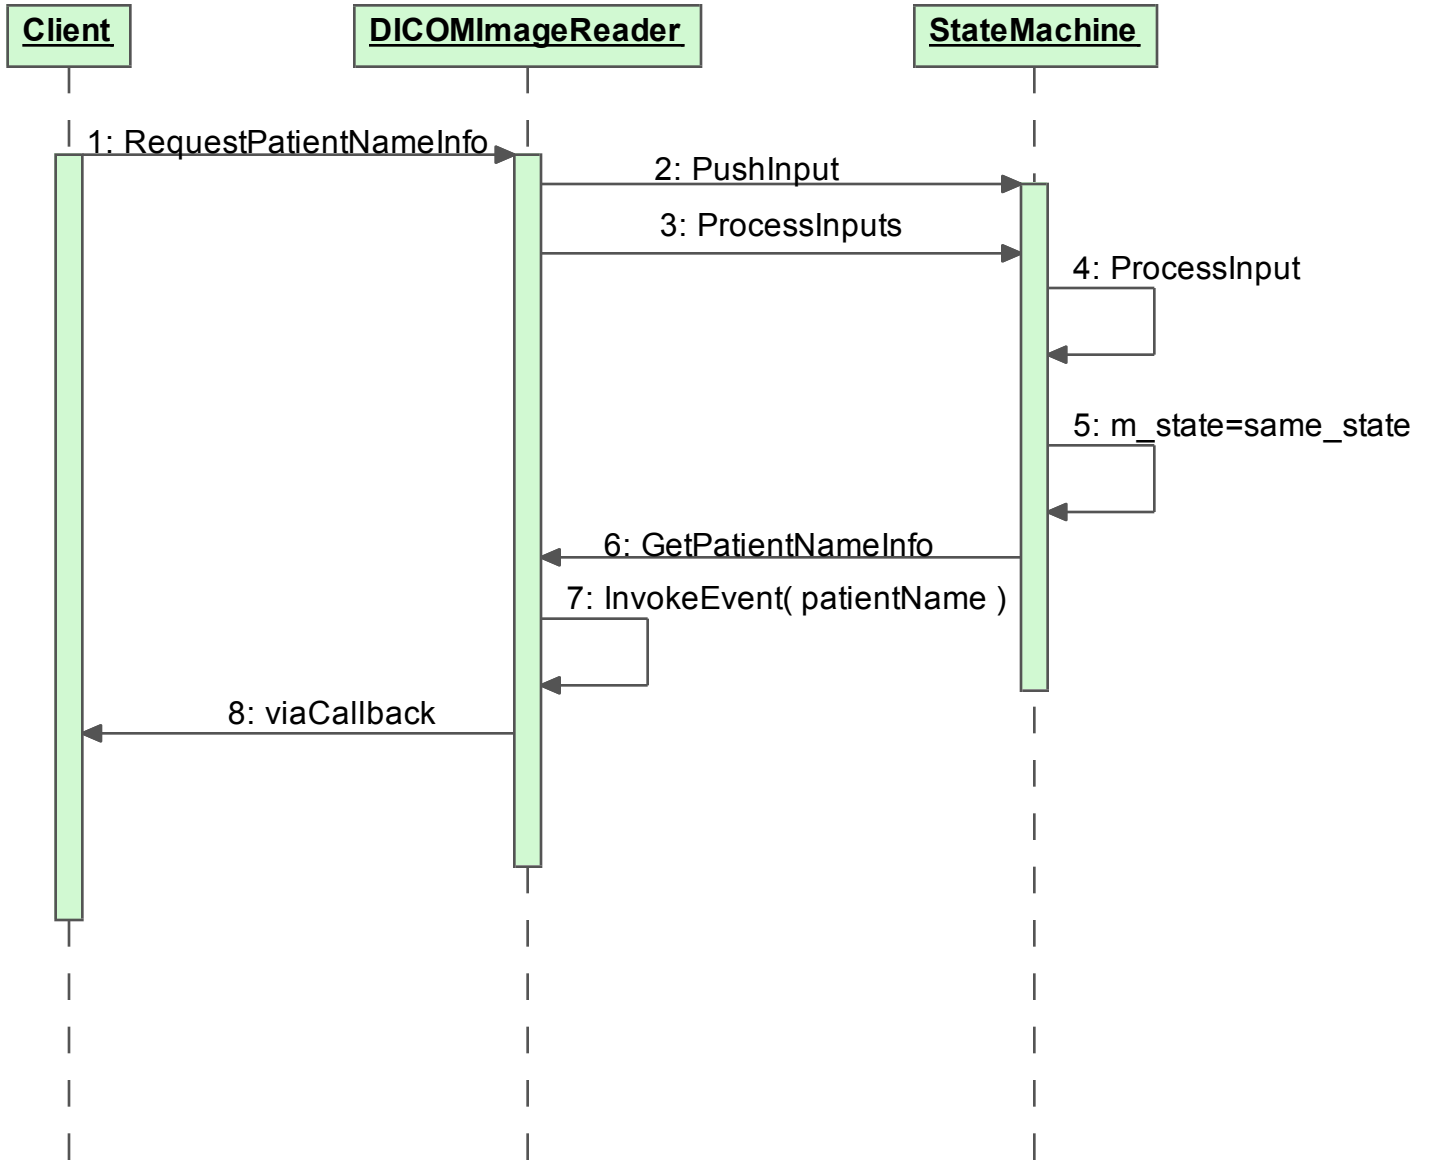 Client
DICOMImageReader
StateMachine
1: RequestPatientNameInfo
2: PushInput
3: ProcessInputs
4: ProcessInput
5: m_state=same_state
6: GetPatientNameInfo
7: InvokeEvent( patientName )
8: viaCallback